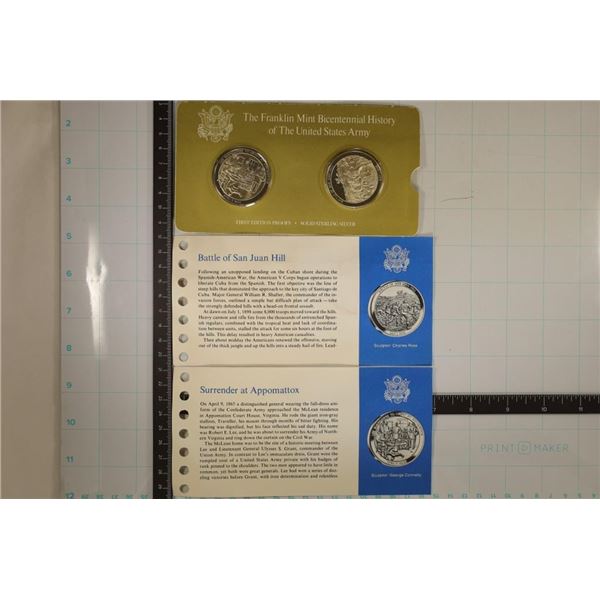 The Franklin Mint Bicentennial History
of The United States Army
FIRST EDITION PROOFS • SOLID STERLING SILVER
Battle of San Juan Hill
Following an unopposed landing on the Cuban shore during the
Spanish-American War, the American V Corps began operations to
liberate Cuba from the Spanish. The first objective was the line
of steep hills that dominated the approach to the key city of Santiago de
Cuba. Major General William R. Shafter, the commander of the in-
vasion forces, outlined a simple but difficult plan of attack—
take the strongly defended hills with a head-on frontal assault.
As dawn on July 1, 1898 some 8,000 troops moved toward the hills.
Heavy cannon and rifle fire from the thousands of entrenched Span-
ish regulars, combined with the tropical heat and lack of coordina-
tion between units, stalled the attack for some six hours at the foot of
the hills. This delay resulted in heavy American casualties.
Then about midday the Americans renewed the offensive, storming
out of the thick jungle and up the hills into a steady hail of fire. Lead-
Sculptor: Charles Ross
Surrender at Appomattox
On April 9, 1865 a distinguished general wearing the full-dress uni-
form of the Confederate Army approached the McLean residence
in Appomattox Court House, Virginia. He rode the giant iron-gray
stallion, Traveller, his mount through months of bitter fighting. His
bearing was dignified, but his face reflected his sad duty. His name
was Robert E. Lee, and he was about to surrender his Army of North-
ern Virginia and ring down the curtain on the Civil War.
The McLean home was to be the site of a historic meeting between
Lee and Lieutenant General Ulysses S. Grant, commander of the
Union Army. In contrast to Lee's immaculate dress, Grant wore the
rumpled coat of a United States Army private with his badges of
rank pinned to the shoulders. The two men appeared to have little in
common, yet both were great generals. Lee had won a series of daz-
zling victories before Grant, with iron determination and relentless
Sculptor: George Connelly
PRINT MAKER
2
3
4
5
6
7
8
9
10
11
12